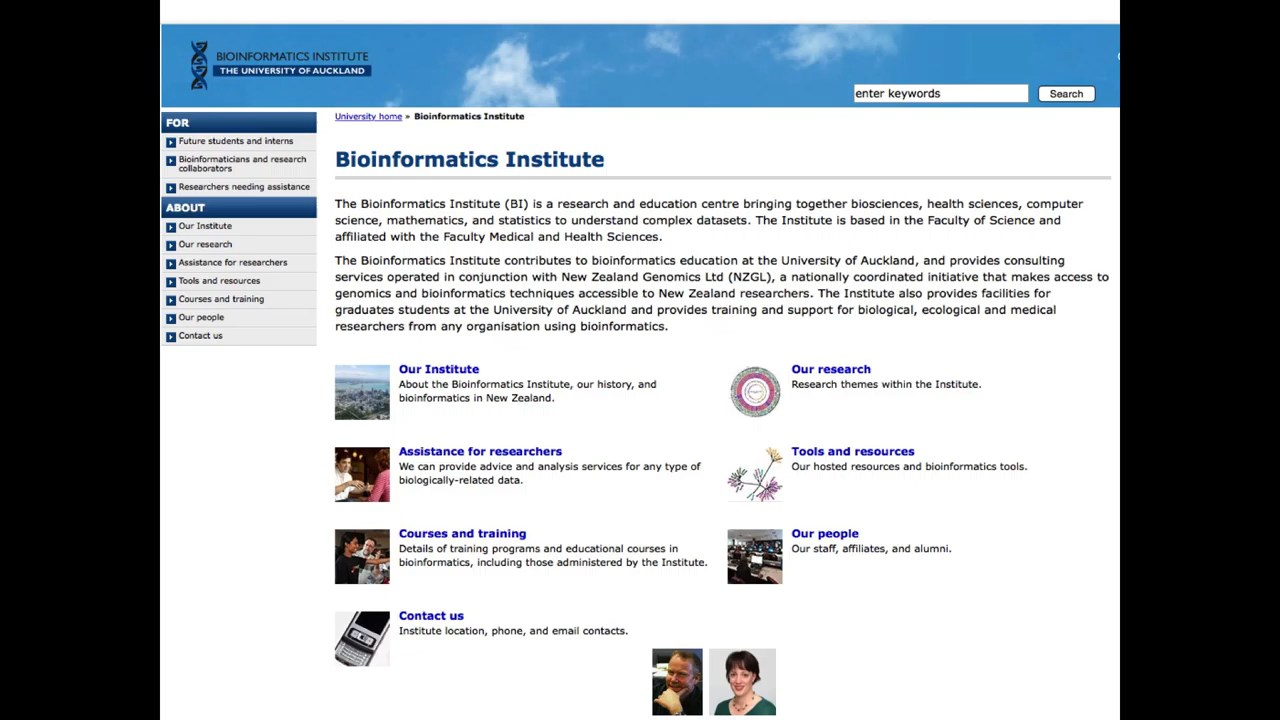 BIOINFORMATICS INSTITUTE
THE UNIVERSITY OF AUCKLAND
enter keywords
Search
FOR
Future students and interns
Bioinformaticians and research
collaborators
Researchers needing assistance
ABOUT
Our Institute
Our research
Assistance for researchers
Tools and resources
Courses and training
Our people
Contact us
University home » Bioinformatics Institute
Bioinformatics Institute
The Bioinformatics Institute (BI) is a research and education centre bringing together biosciences, health sciences, computer
science, mathematics, and statistics to understand complex datasets. The Institute is based in the Faculty of Science and
affiliated with the Faculty Medical and Health Sciences.
The Bioinformatics Institute contributes to bioinformatics education at the University of Auckland, and provides consulting
services operated in conjunction with New Zealand Genomics Ltd (NZGL), a nationally coordinated initiative that makes access to
genomics and bioinformatics techniques accessible to New Zealand researchers. The Institute also provides facilities for
graduates students at the University of Auckland and provides training and support for biological, ecological and medical
researchers from any organisation using bioinformatics.
Our Institute
About the Bioinformatics Institute, our history, and
bioinformatics in New Zealand.
Our research
Research themes within the Institute.
Assistance for researchers
We can provide advice and analysis services for any type of
biologically-related data.
Tools and resources
Our hosted resources and bioinformatics tools.
Courses and training
Details of training programs and educational courses in
bioinformatics, including those administered by the Institute.
Our people
Our staff, affiliates, and alumni.
Contact us
Institute location, phone, and email contacts.